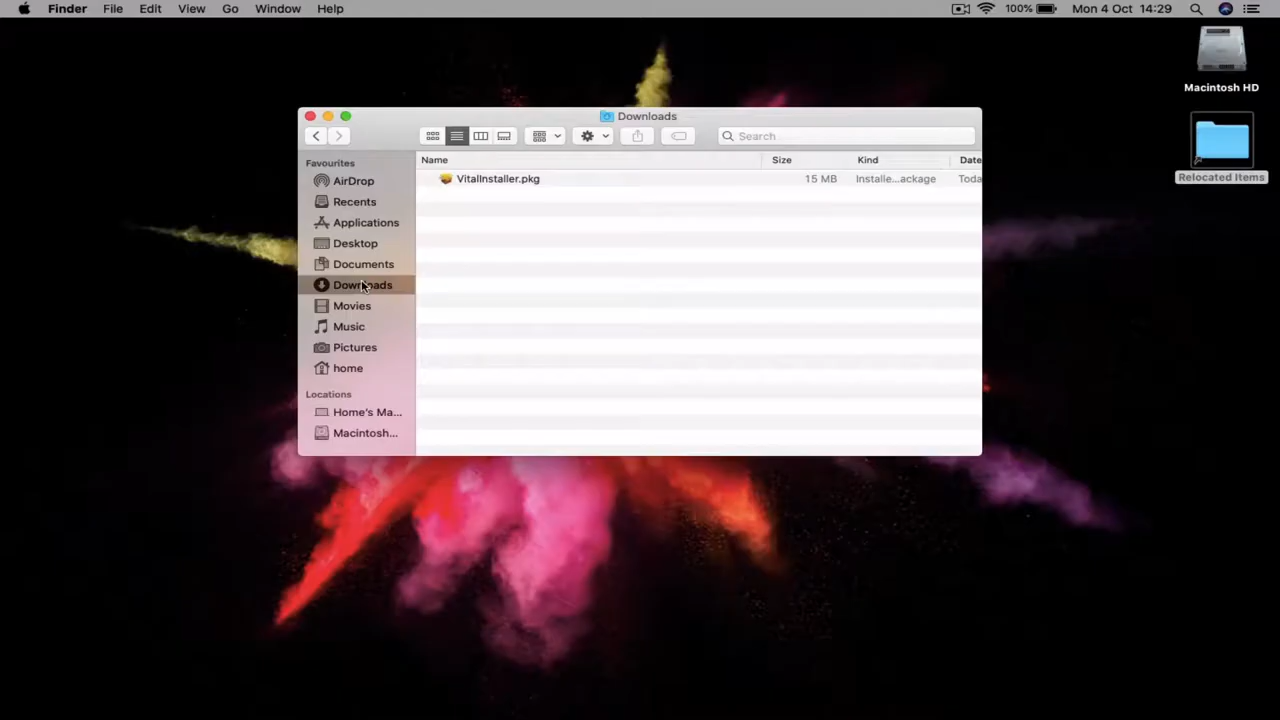 Finder File Edit View Go Window Help 100% Mon 4 Oct 14:29
Macintosh HD
Relocated Items
Downloads
Search
Favourites
AirDrop
Recents
Applications
Desktop
Documents
Downloads
Movies
Music
Pictures
home
Locations
Home's Ma...
Macintosh...
Name Size Kind Date
VitalInstaller.pkg 15 MB Installe...ackage Toda